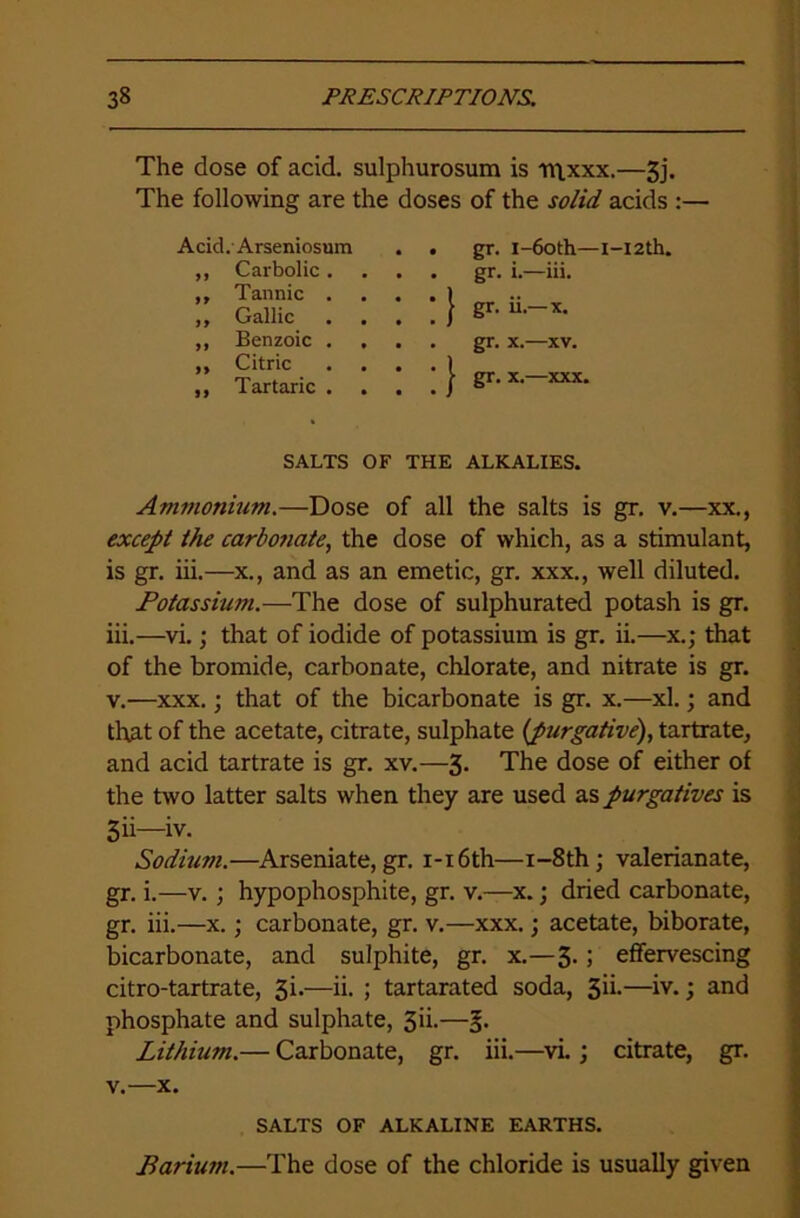 38 PRESCRIPTIONS.
The dose of acid. sulphurosum is ♏xxx.—ʒj.
The following are the doses of the solid acids :—
Acid. Arseniosum . . gr. 1-60th—1-12th.
,, Carbolic . . . . gr. i.—iii.
,, Tannic . . . . } gr. ii.—x.
,, Gallic . . . . }
,, Benzoic . . . . gr. x.—xv.
,, Citric . . . . } gr. x.—xxx.
,, Tartaric . . . . }
SALTS OF THE ALKALIES.
Ammonium.—Dose of all the salts is gr. v.—xx.,
except the carbonate, the dose of which, as a stimulant,
is gr. iii.—x., and as an emetic, gr. xxx., well diluted.
Potassium.—The dose of sulphurated potash is gr.
iii.—vi. ; that of iodide of potassium is gr. ii.—x.; that
of the bromide, carbonate, chlorate, and nitrate is gr.
v.—xxx. ; that of the bicarbonate is gr. x.—xl. ; and
that of the acetate, citrate, sulphate (purgative), tartrate,
and acid tartrate is gr. xv.—ʒ. The dose of either of
the two latter salts when they are used as purgatives is
ʒii—iv.
Sodium.—Arseniate, gr. 1-16th—1-8th ; valerianate,
gr. i.—v. ; hypophosphite, gr. v.—x. ; dried carbonate,
gr. iii.—x. ; carbonate, gr. v.—xxx. ; acetate, biborate,
bicarbonate, and sulphite, gr. x.—ʒ. ; effervescing
citro-tartrate, ʒi.—ii. ; tartarated soda, ʒii.—iv. ; and
phosphate and sulphate, ʒii.—℥.
Lithium.—Carbonate, gr. iii.—vi. ; citrate, gr.
v.—x.
SALTS OF ALKALINE EARTHS.
Barium.—The dose of the chloride is usually given